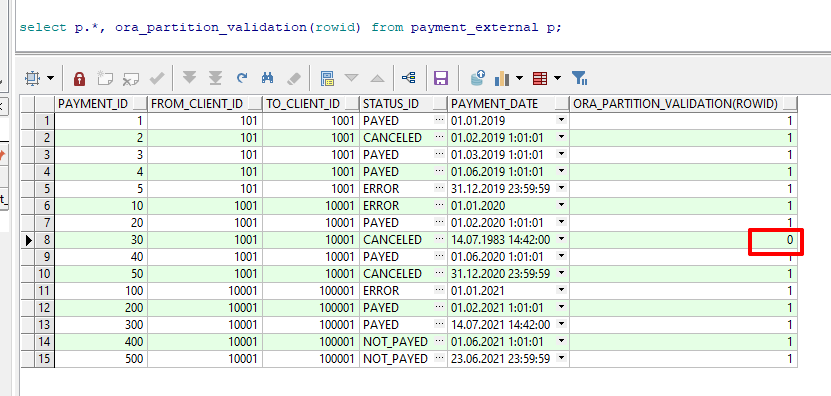 select p.*, ora_partition_validation(rowid) from payment_external p;
PAYMENT_ID FROM_CLIENT_ID TO_CLIENT_ID STATUS_ID PAYMENT_DATE ORA_PARTITION_VALIDATION(ROWID)
1 1 101 1001 PAYED ... 01.01.2019 1
2 2 101 1001 CANCELED ... 01.02.2019 1:01:01 1
3 3 101 1001 PAYED ... 01.03.2019 1:01:01 1
4 4 101 1001 PAYED ... 01.06.2019 1:01:01 1
5 5 101 1001 ERROR ... 31.12.2019 23:59:59 1
6 10 1001 10001 ERROR ... 01.01.2020 1
7 20 1001 10001 PAYED ... 01.02.2020 1:01:01 1
8 30 1001 10001 CANCELED ... 14.07.1983 14:42:00 0
9 40 1001 10001 PAYED ... 01.06.2020 1:01:01 1
10 50 1001 10001 CANCELED ... 31.12.2020 23:59:59 1
11 100 10001 100001 ERROR ... 01.01.2021 1
12 200 10001 100001 PAYED ... 01.02.2021 1:01:01 1
13 300 10001 100001 PAYED ... 14.07.2021 14:42:00 1
14 400 10001 100001 NOT_PAYED ... 01.06.2021 1:01:01 1
15 500 10001 100001 NOT_PAYED ... 23.06.2021 23:59:59 1